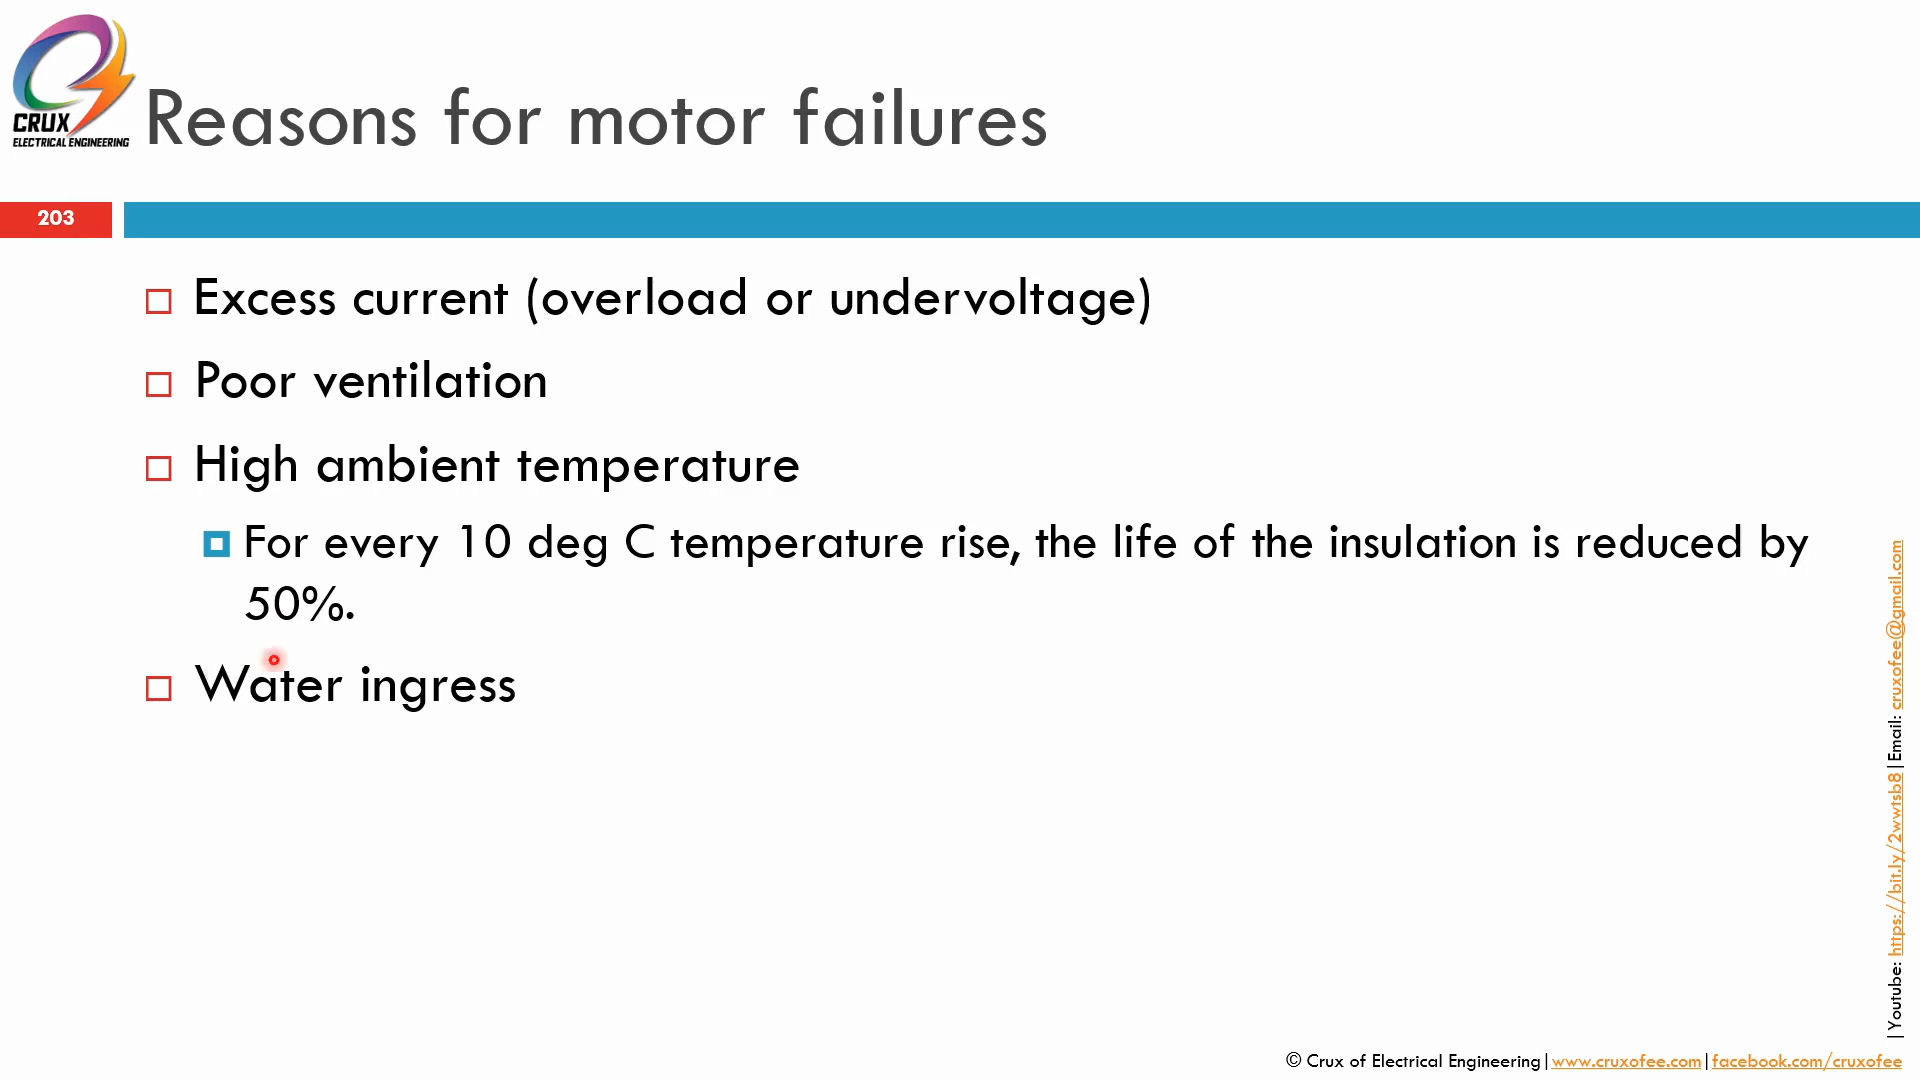 CRUX
ELECTRICAL ENGINEERING
Reasons for motor failures
203
Excess current (overload or undervoltage)
Poor ventilation
High ambient temperature
For every 10 deg C temperature rise, the life of the insulation is reduced by
50%.
Water ingress
|Youtube: https://bit.ly/2wwtsb8|Email: cruxofee@gmail.com
© Crux of Electrical Engineering|www.cruxofee.com|facebook.com/cruxofee